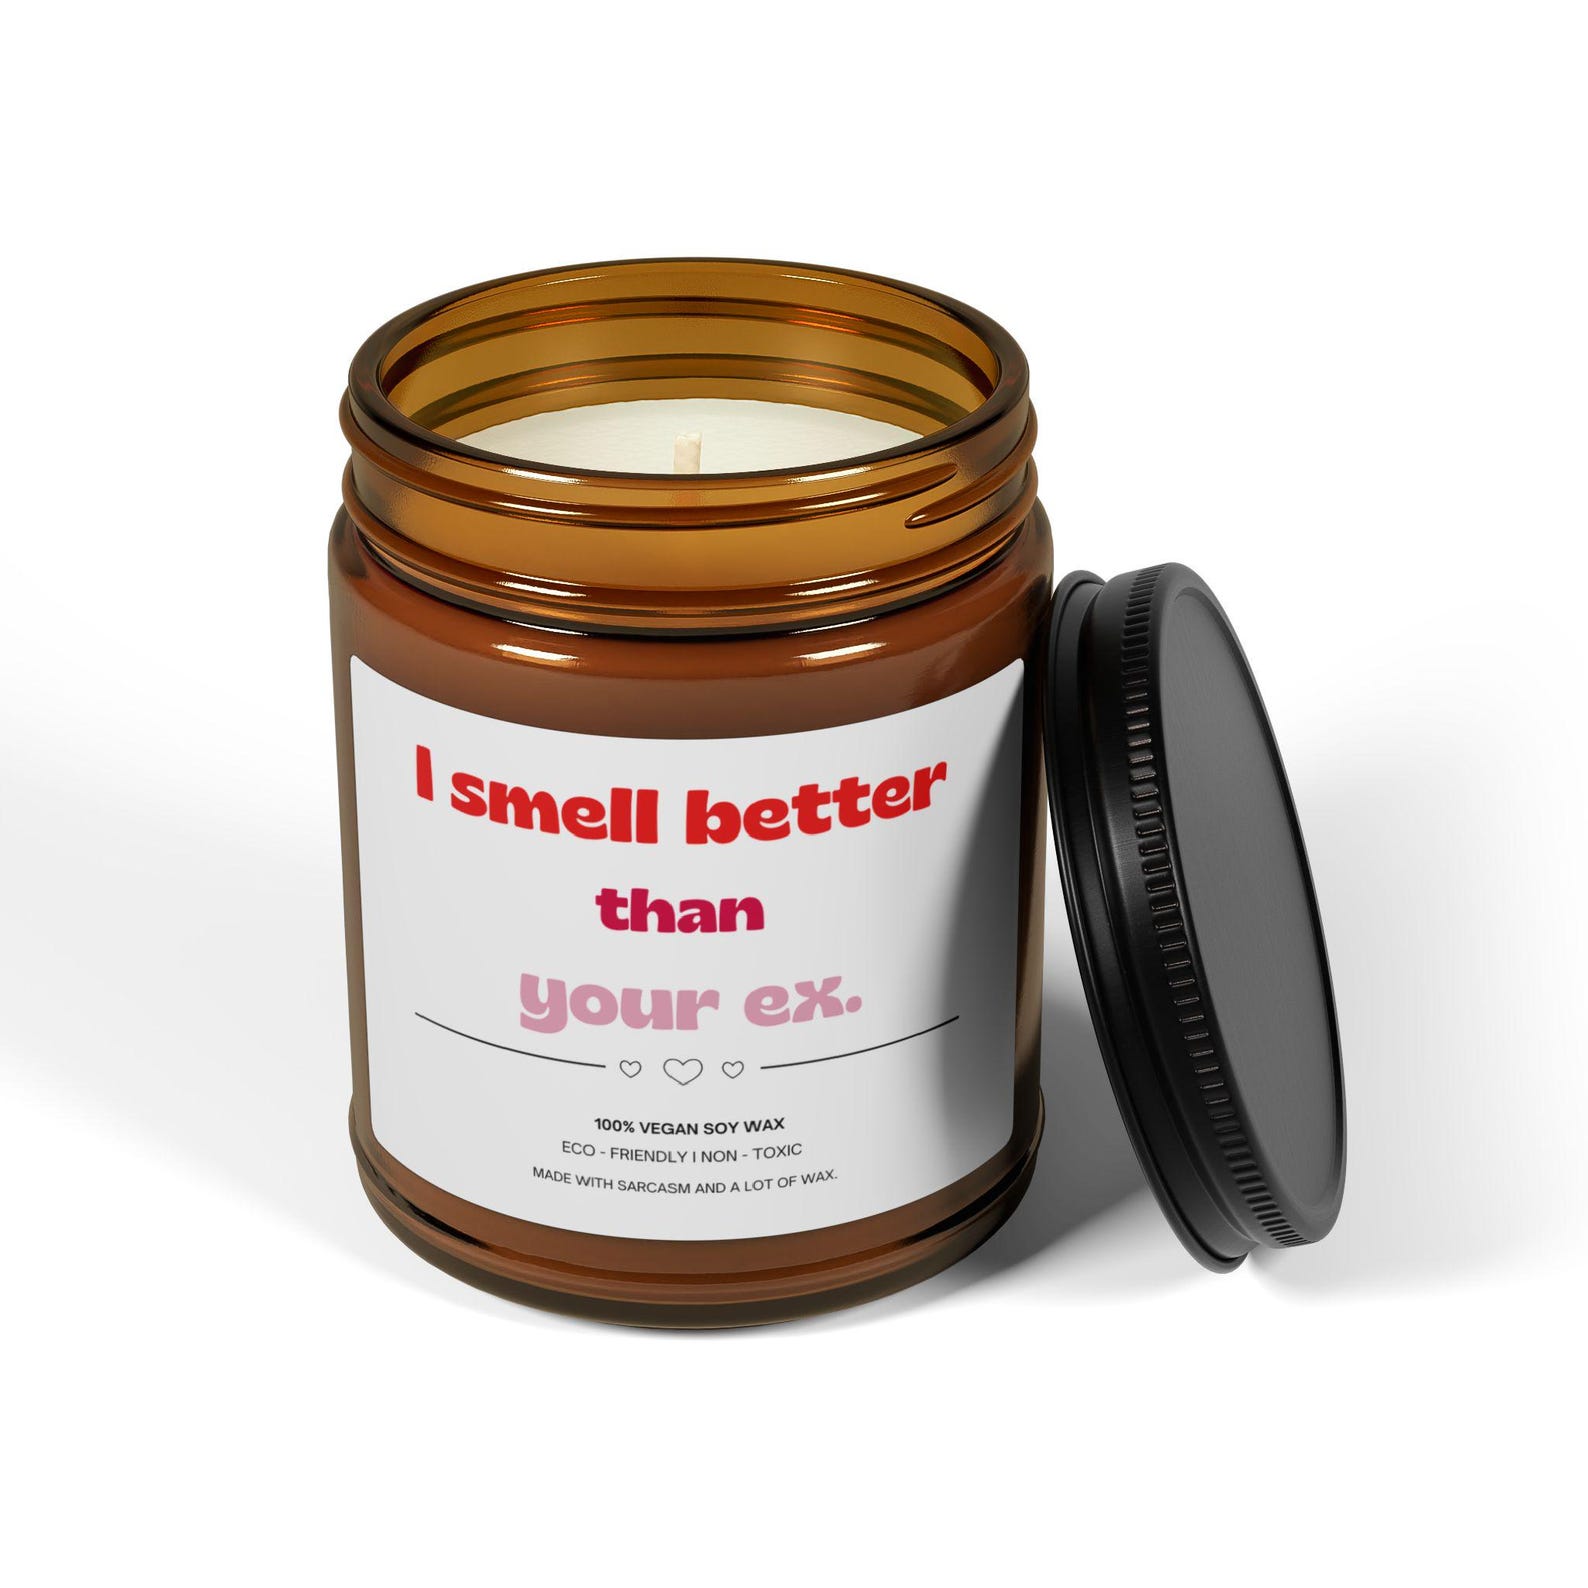 I smell better
than
your ex.
100% VEGAN SOY WAX
ECO - FRIENDLY I NON - TOXIC
MADE WITH SARCASM AND A LOT OF WAX.